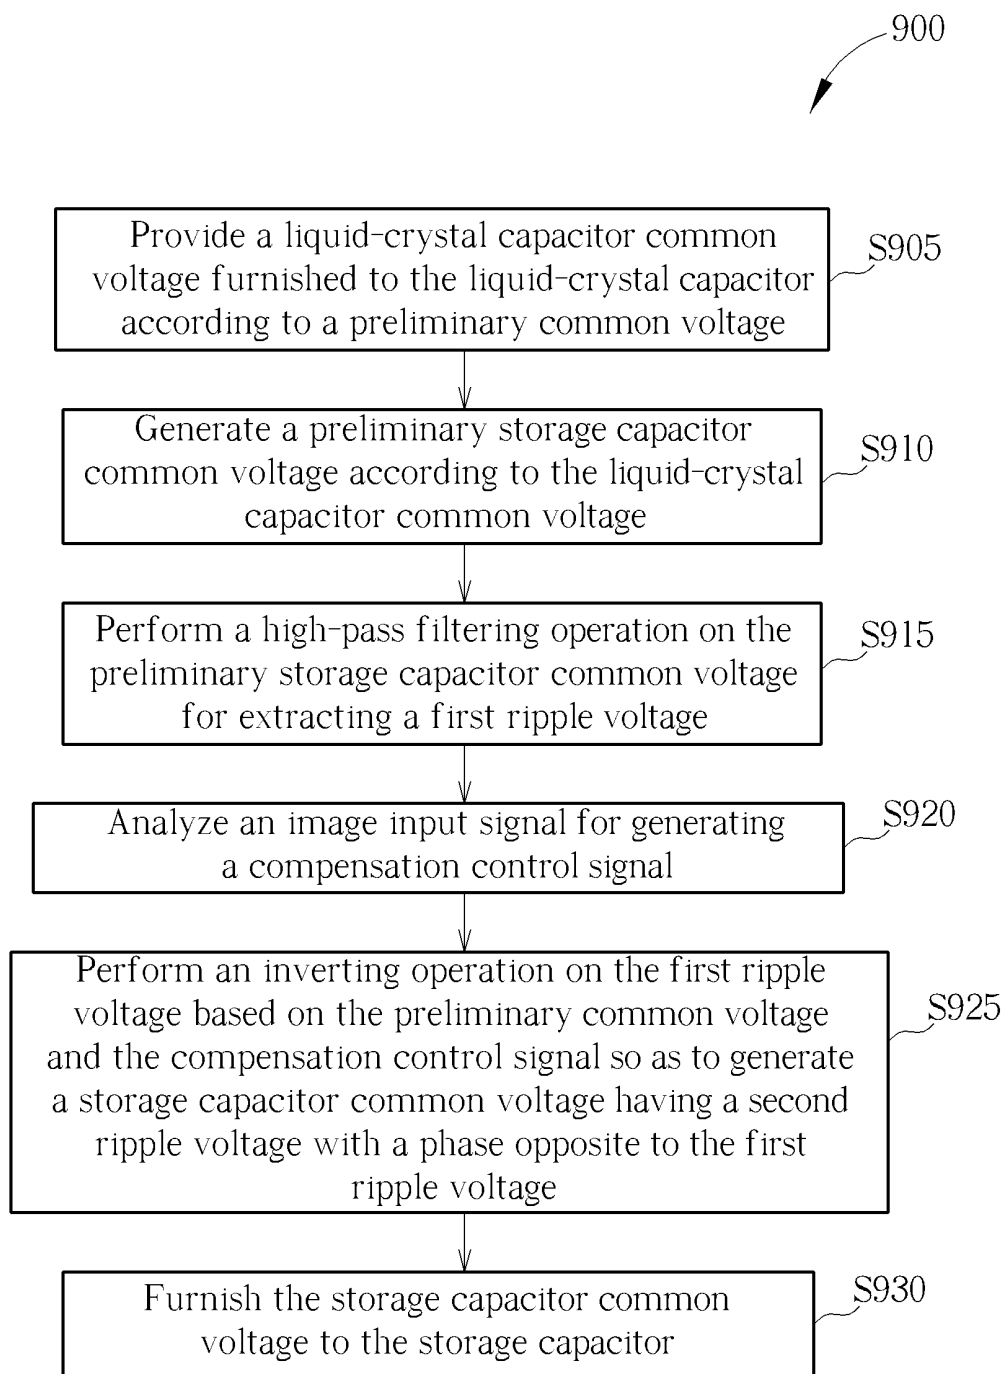 900
Provide a liquid-crystal capacitor common
voltage furnished to the liquid-crystal capacitor
according to a preliminary common voltage
S905
Generate a preliminary storage capacitor
common voltage according to the liquid-crystal
capacitor common voltage
S910
Perform a high-pass filtering operation on the
preliminary storage capacitor common voltage
for extracting a first ripple voltage
S915
Analyze an image input signal for generating
a compensation control signal
S920
Perform an inverting operation on the first ripple
voltage based on the preliminary common voltage
and the compensation control signal so as to generate
a storage capacitor common voltage having a second
ripple voltage with a phase opposite to the first
ripple voltage
S925
Furnish the storage capacitor common
voltage to the storage capacitor
S930